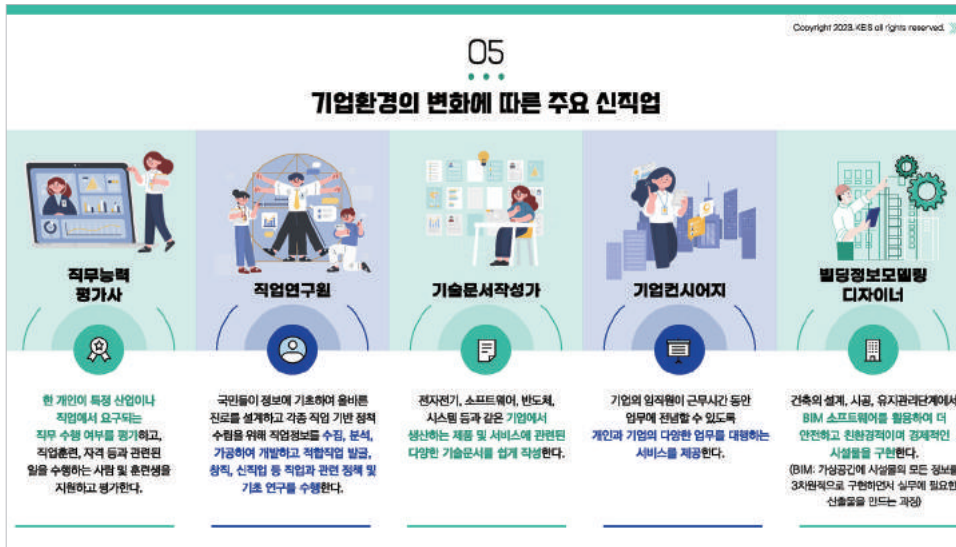 Copyright 2023.KBS all rights reserved.
05
기업환경의 변화에 따른 주요 신직업
직무능력
평가사
한 개인이 특정 산업이나
직업에서 요구되는
직무 수행 여부를 평가하고,
직업훈련, 자격 등과 관련된
일을 수행하는 사람 및 훈련생을
지원하고 평가한다.
직업연구원
국민들이 정보에 기초하여 올바른
진로를 설계하고 각종 직업 기반 정책
수립을 위해 직업정보를 수집, 분석,
가공하여 개발하고 적합직업 발굴,
창직, 신직업 등 직업과 관련 정책 및
기초 연구를 수행한다.
기술문서작성가
전자전기, 소프트웨어, 반도체,
시스템 등과 같은 기업에서
생산하는 제품 및 서비스에 관련된
다양한 기술문서를 쉽게 작성한다.
기업컨시어지
기업의 임직원이 근무시간 동안
업무에 전념할 수 있도록
개인과 기업의 다양한 업무를 대행하는
서비스를 제공한다.
빌딩정보모델링
디자이너
건축의 설계, 시공, 유지관리단계에서
BIM 소프트웨어를 활용하여 더
안전하고 친환경적이며 경제적인
시설물을 구현한다.
(BIM: 가상공간에 시설물의 모든 정보를
3차원적으로 구현하면서 실무에 필요한
산출물을 만드는 과정)